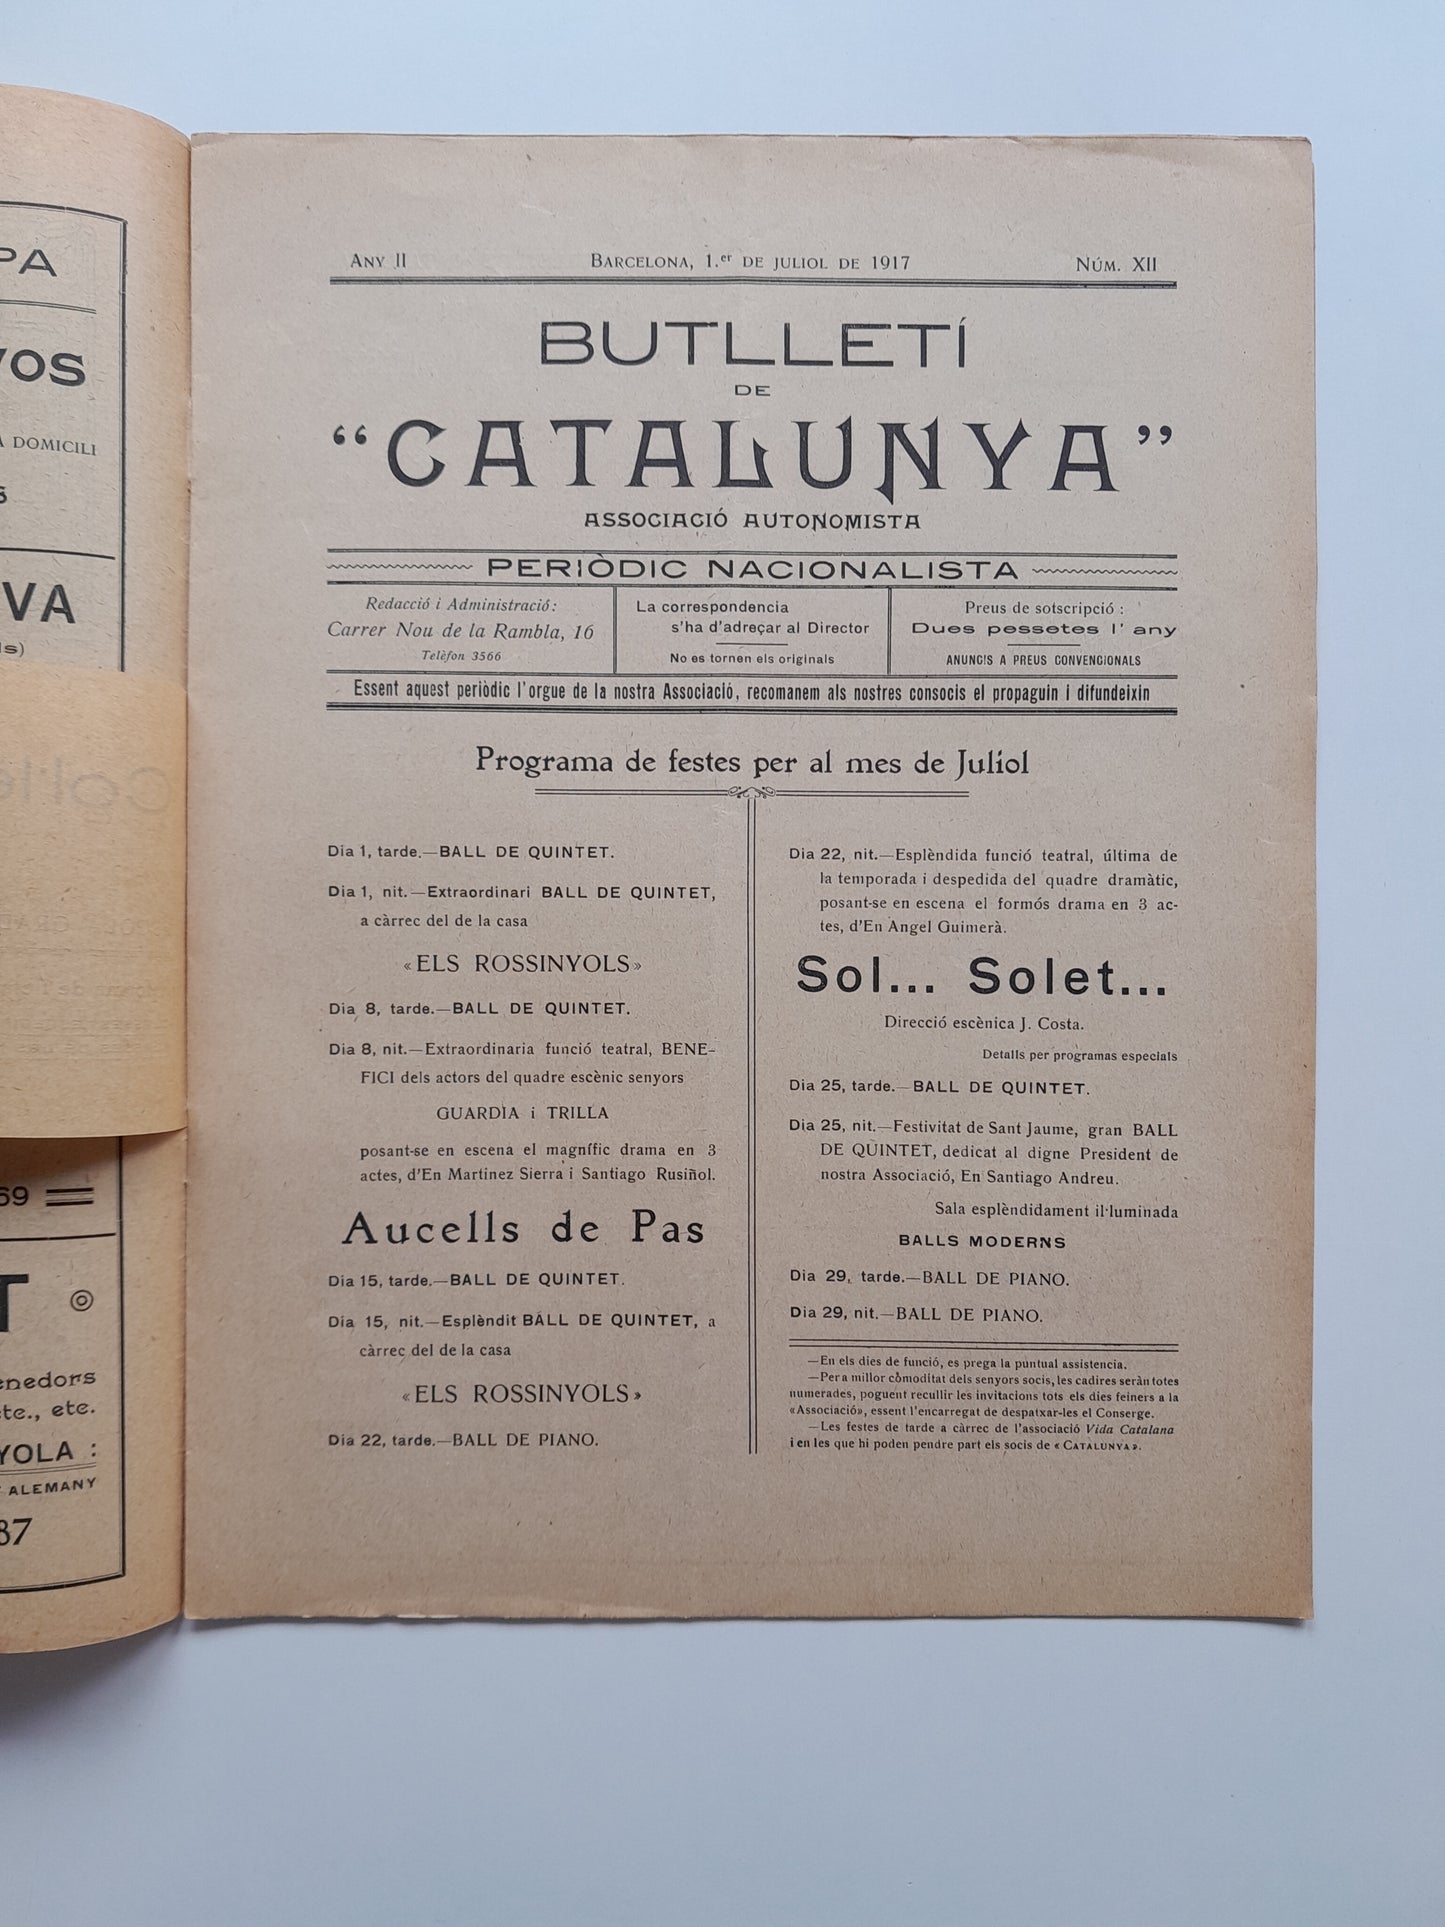 PA
VOS
A DOMICILI
VA
69
T
enedors
etc., etc.
YOLA :
ALEMANY
87
ANY II
BARCELONA, 1.er DE JULIOL DE 1917
NÚM. XII
BUTLLETÍ
DE
“CATALUNYA”
ASSOCIACIÓ AUTONOMISTA
PERIÒDIC NACIONALISTA
Redacció i Administració:
Carrer Nou de la Rambla, 16
Telèfon 3566
La correspondencia
s'ha d'adreçar al Director
No es tornen els originals
Preus de sotscripció :
Dues pessetes l' any
ANUNCIS A PREUS CONVENCIONALS
Essent aquest periòdic l'orgue de la nostra Associació, recomanem als nostres consocis el propaguin i difundeixin
Programa de festes per al mes de Juliol
Dia 1, tarde.—BALL DE QUINTET.
Dia 1, nit.—Extraordinari BALL DE QUINTET,
a càrrec del de la casa
«ELS ROSSINYOLS»
Dia 8, tarde.—BALL DE QUINTET.
Dia 8, nit.—Extraordinaria funció teatral, BENE-
FICI dels actors del quadre escènic senyors
GUARDIA i TRILLA
posant-se en escena el magnífic drama en 3
actes, d'En Martinez Sierra i Santiago Rusiñol.
Aucells de Pas
Dia 15, tarde.—BALL DE QUINTET.
Dia 15, nit.—Esplèndit BALL DE QUINTET, a
càrrec del de la casa
«ELS ROSSINYOLS»
Dia 22, tarde.—BALL DE PIANO.
Dia 22, nit.—Esplèndida funció teatral, última de
la temporada i despedida del quadre dramàtic,
posant-se en escena el formós drama en 3 ac-
tes, d'En Angel Guimerà.
Sol... Solet...
Direcció escènica J. Costa.
Detalls per programas especials
Dia 25, tarde.—BALL DE QUINTET.
Dia 25, nit.—Festivitat de Sant Jaume, gran BALL
DE QUINTET, dedicat al digne President de
nostra Associació, En Santiago Andreu.
Sala esplèndidament il·luminada
BALLS MODERNS
Dia 29, tarde.—BALL DE PIANO.
Dia 29, nit.—BALL DE PIANO.
—En els dies de funció, es prega la puntual assistencia.
—Per a millor còmoditat dels senyors socis, les cadires seràn totes
numerades, poguent recullir les invitacions tots els dies feiners a la
«Associació», essent l'encarregat de despatxar-les el Conserge.
—Les festes de tarde a càrrec de l'associació Vida Catalana
i en les que hi poden pendre part els socis de «CATALUNYA».